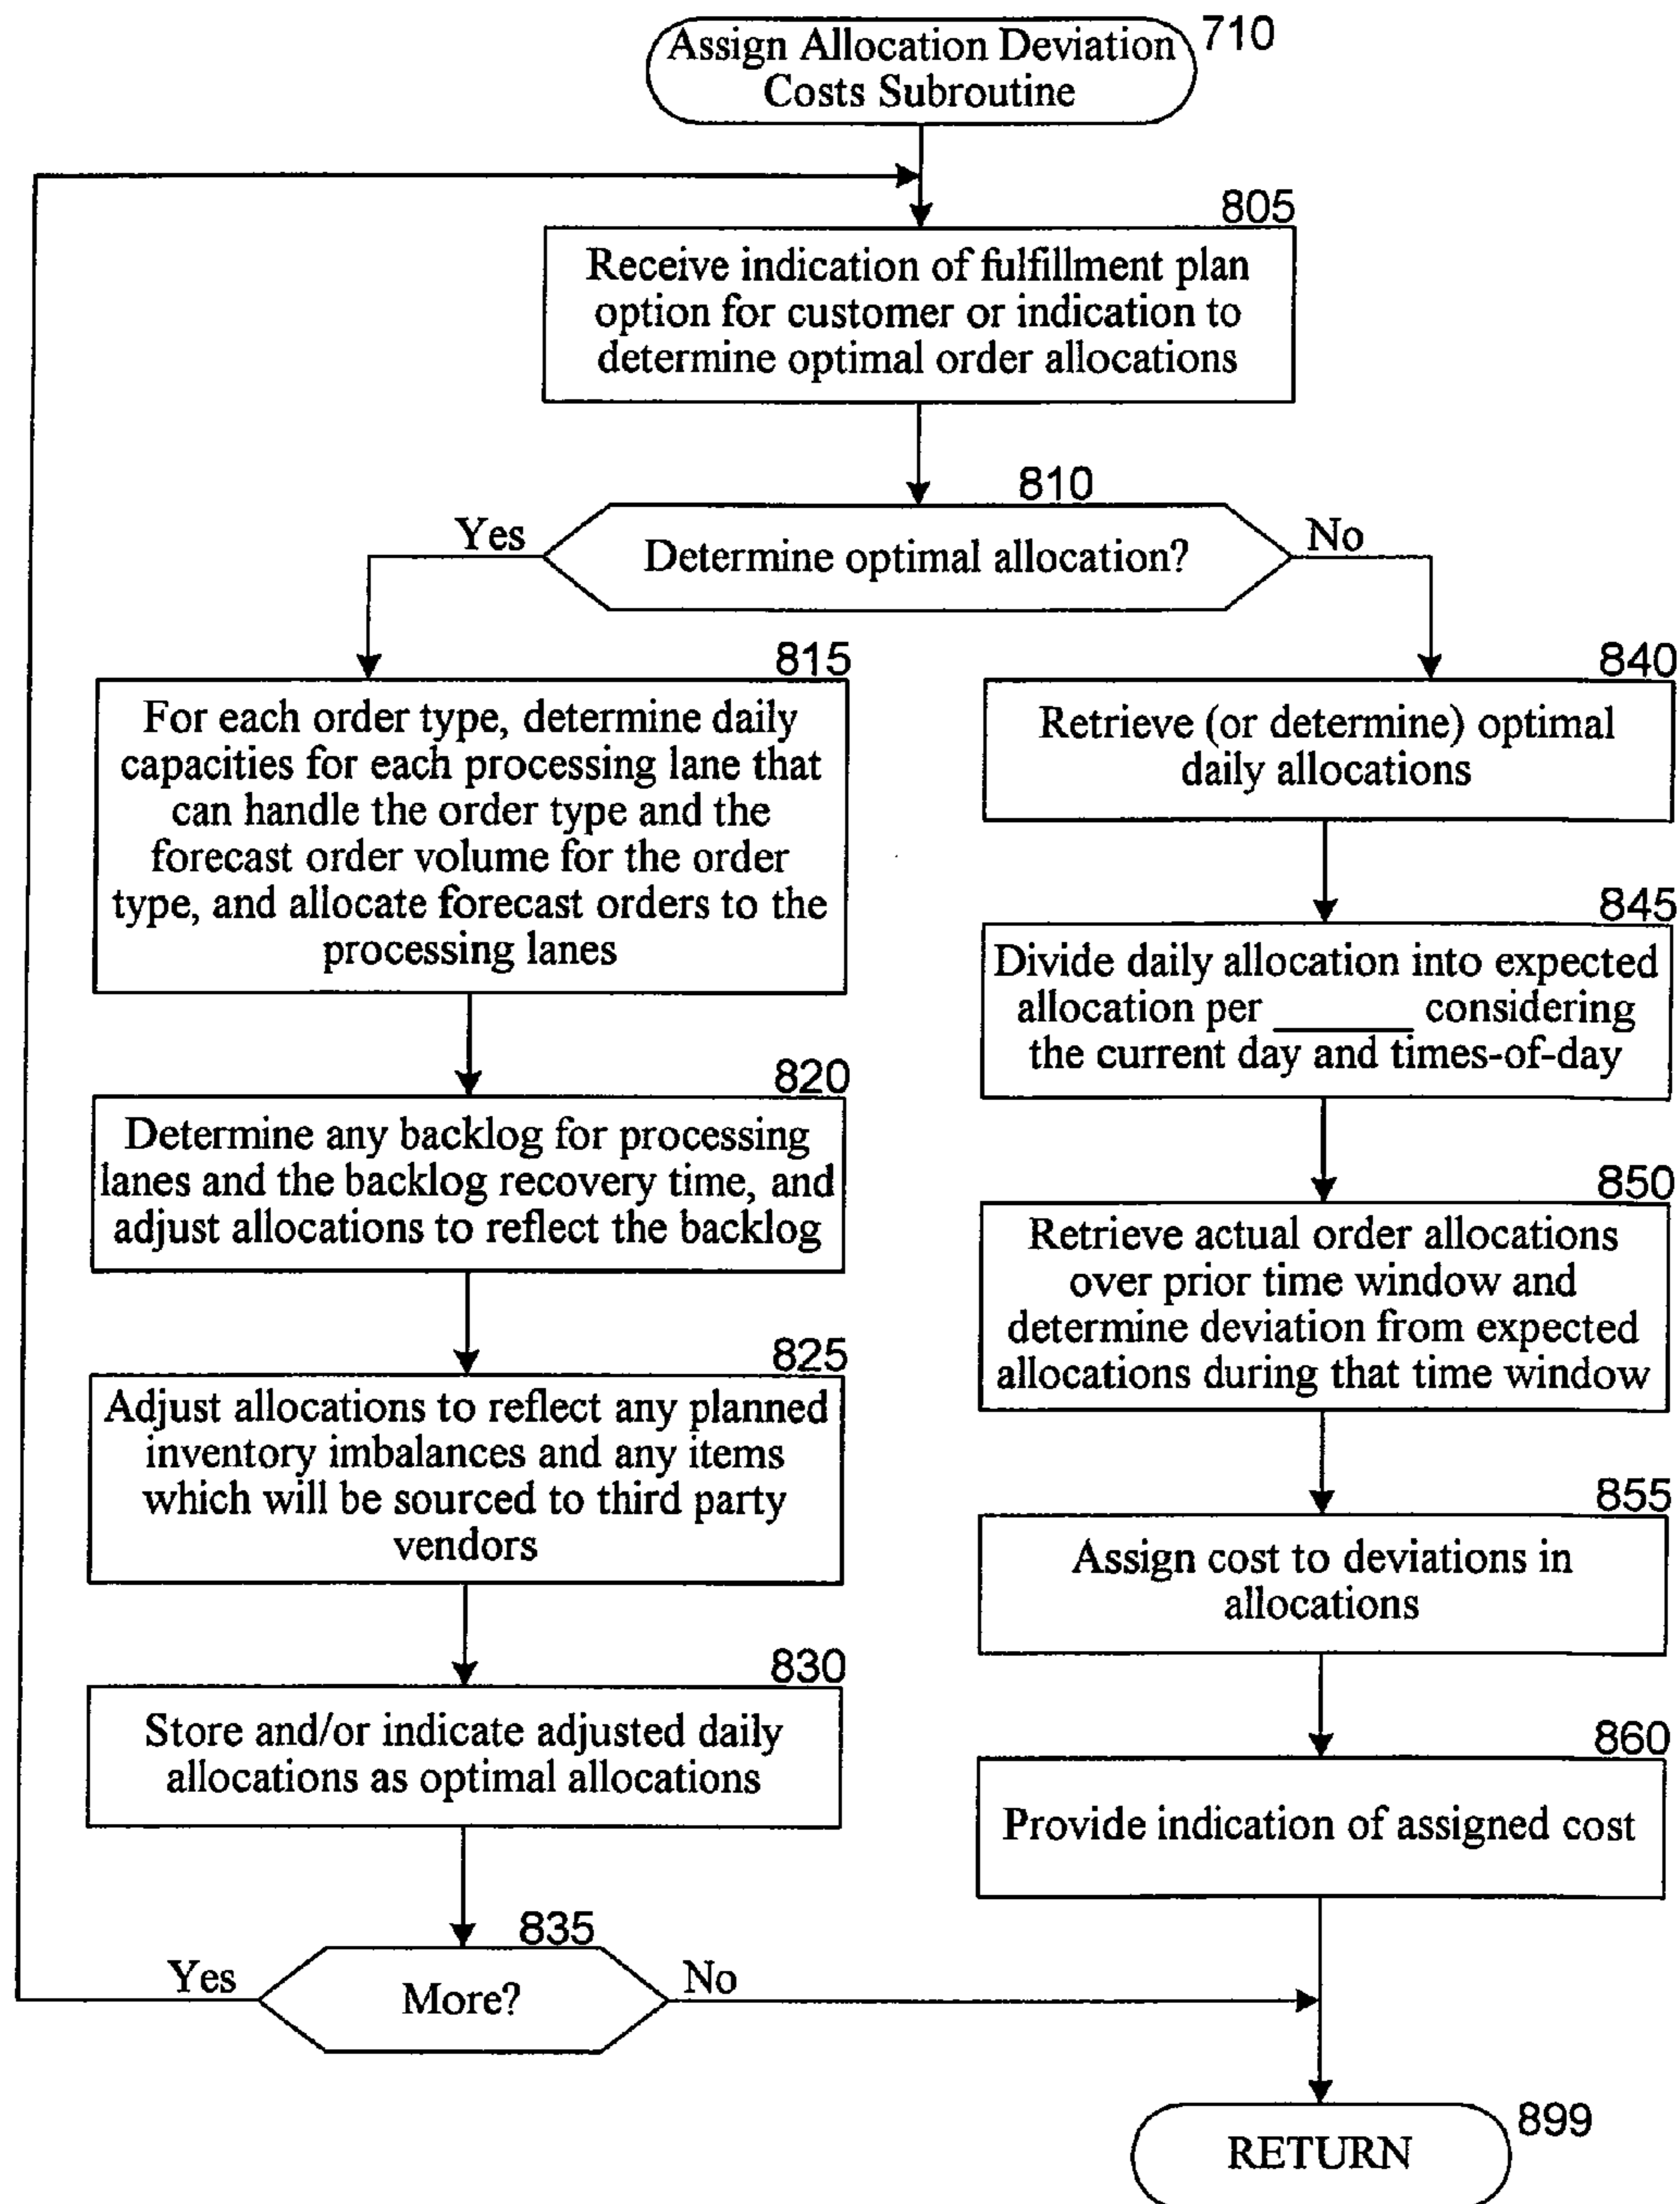 Assign Allocation Deviation
Costs Subroutine
710
805
Receive indication of fulfillment plan
option for customer or indication to
determine optimal order allocations
810
Yes
Determine optimal allocation?
No
815
For each order type, determine daily
capacities for each processing lane that
can handle the order type and the
forecast order volume for the order
type, and allocate forecast orders to the
processing lanes
820
Determine any backlog for processing
lanes and the backlog recovery time, and
adjust allocations to reflect the backlog
825
Adjust allocations to reflect any planned
inventory imbalances and any items
which will be sourced to third party
vendors
830
Store and/or indicate adjusted daily
allocations as optimal allocations
835
Yes
More?
No
840
Retrieve (or determine) optimal
daily allocations
845
Divide daily allocation into expected
allocation per ______ considering
the current day and times-of-day
850
Retrieve actual order allocations
over prior time window and
determine deviation from expected
allocations during that time window
855
Assign cost to deviations in
allocations
860
Provide indication of assigned cost
RETURN
899